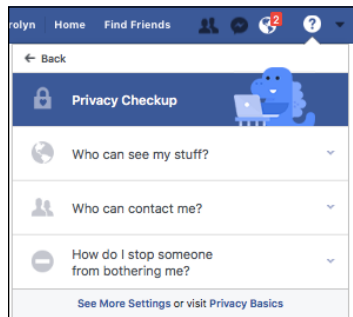 rolyn Home Find Friends 2 ?
← Back
Privacy Checkup
Who can see my stuff?
Who can contact me?
How do I stop someone
from bothering me?
See More Settings or visit Privacy Basics